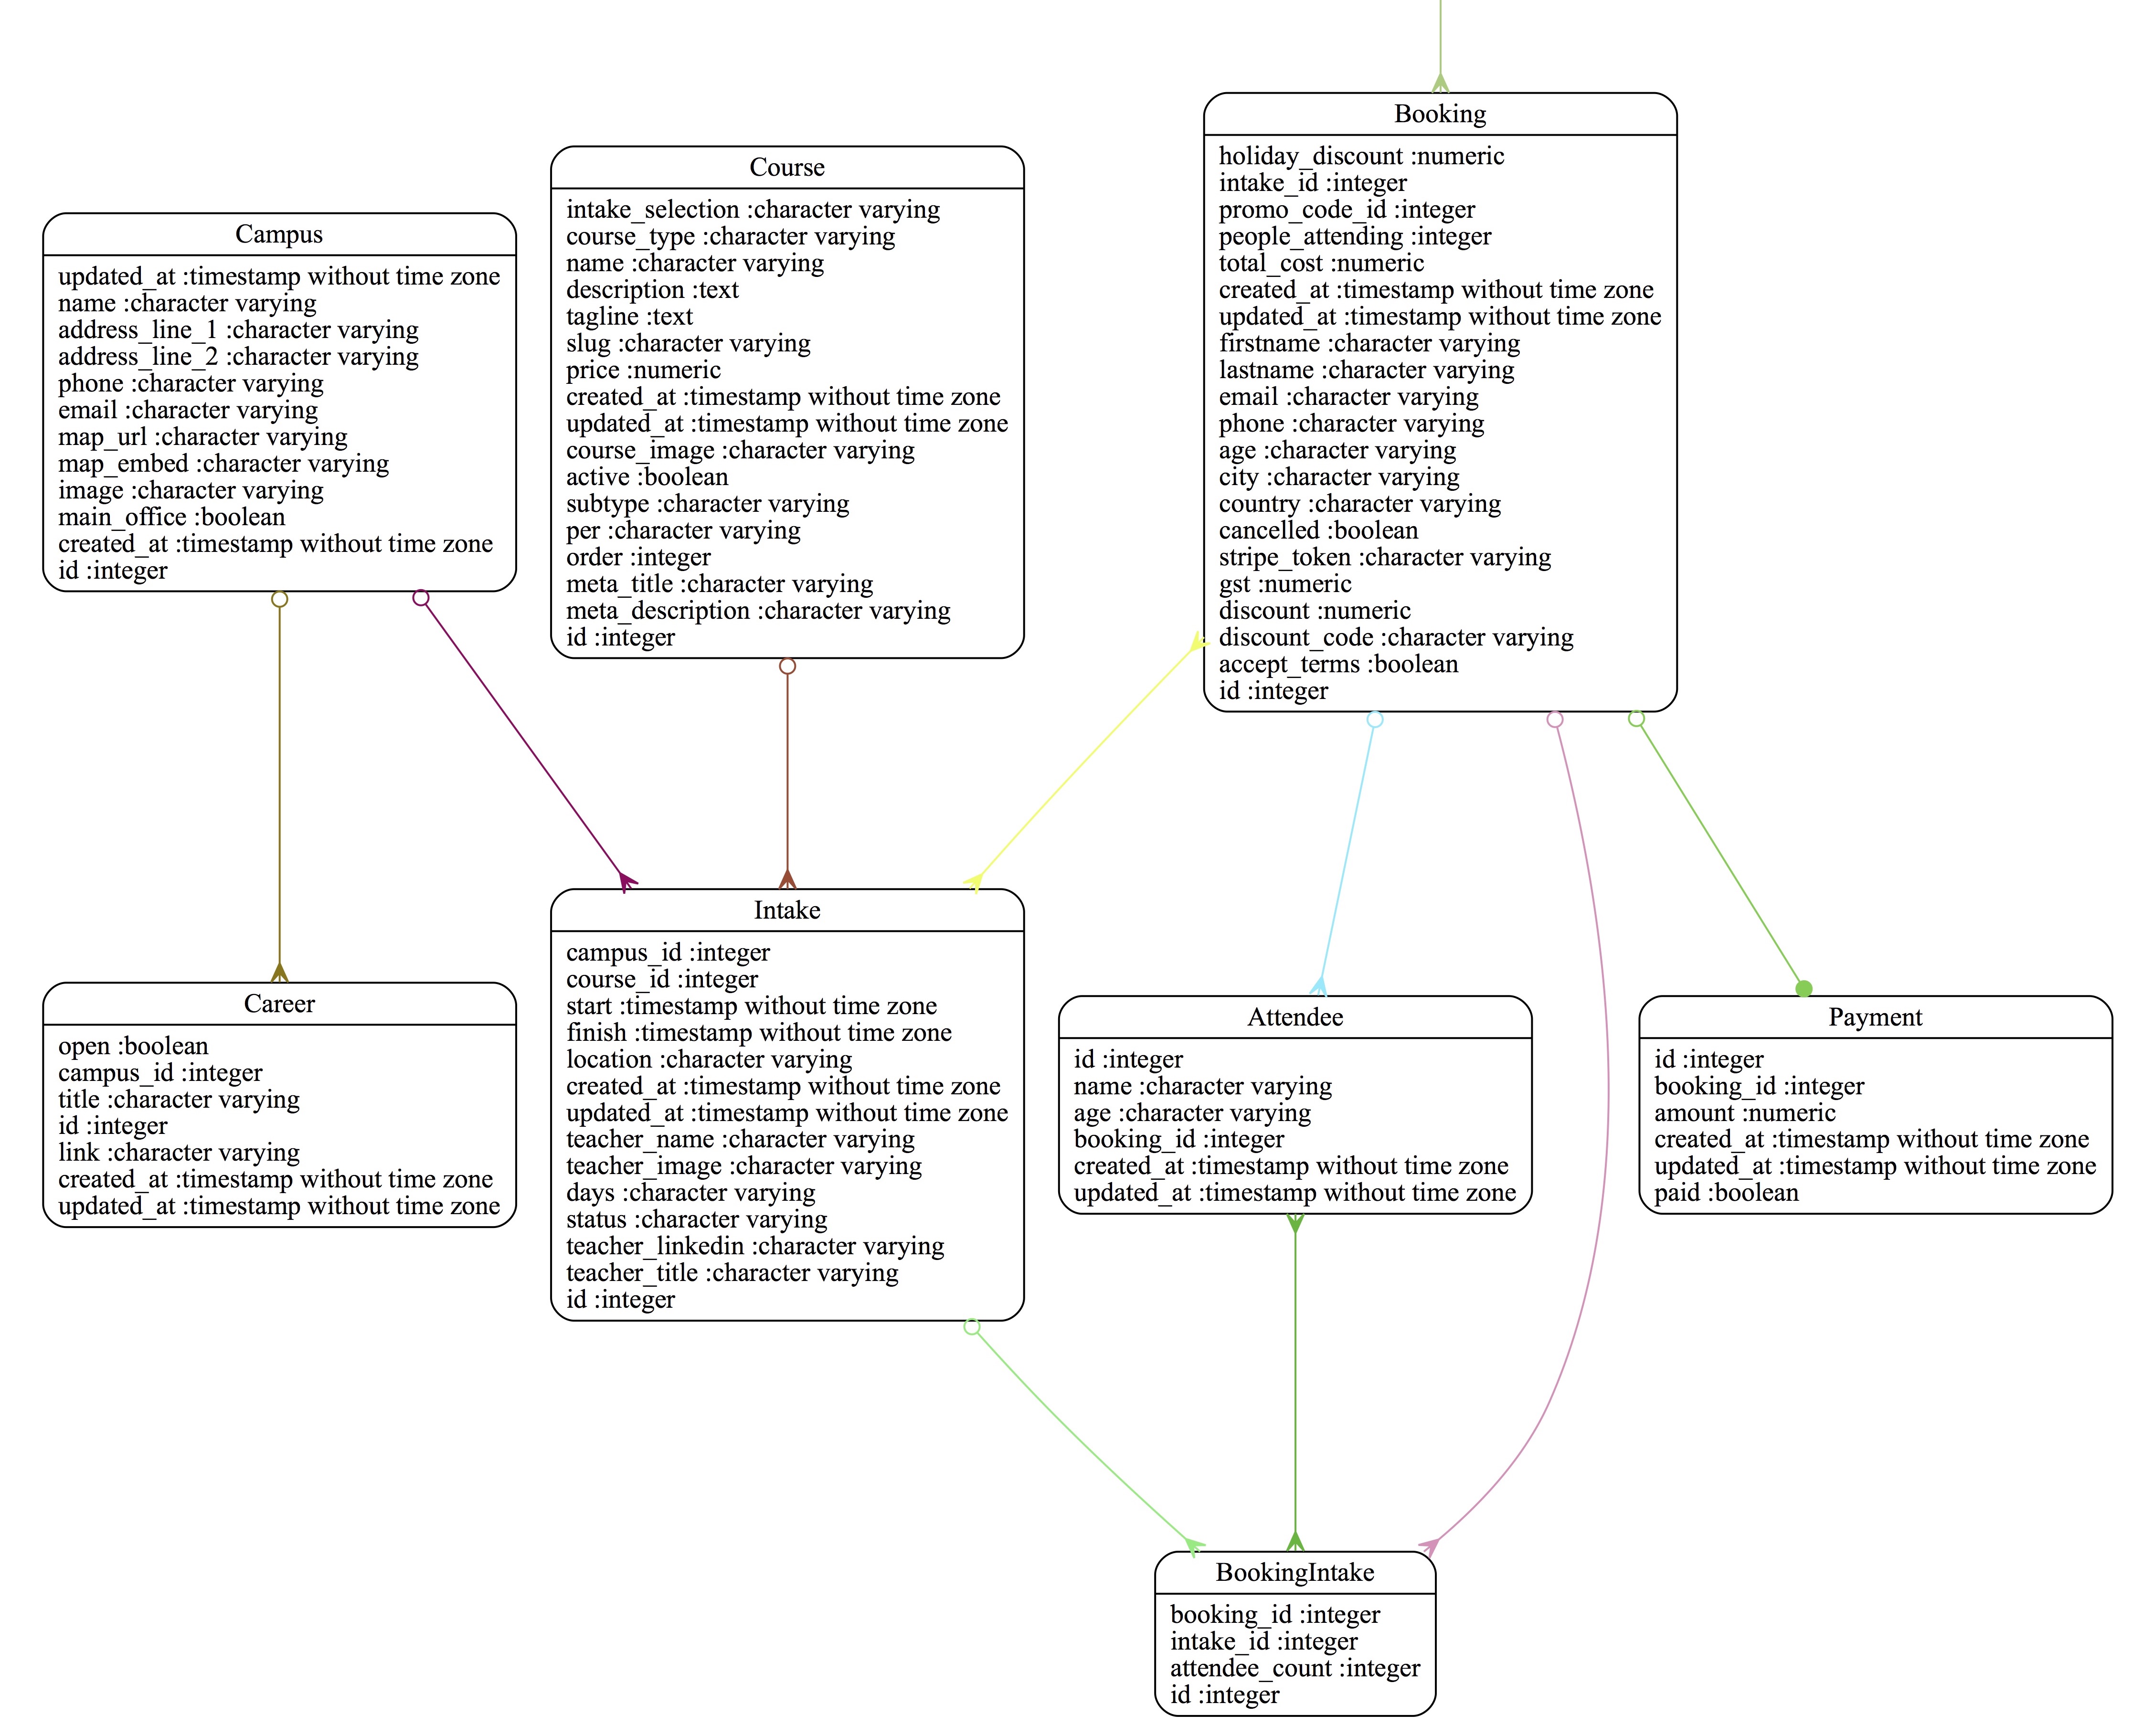 Campus
updated_at :timestamp without time zone
name :character varying
address_line_1 :character varying
address_line_2 :character varying
phone :character varying
email :character varying
map_url :character varying
map_embed :character varying
image :character varying
main_office :boolean
created_at :timestamp without time zone
id :integer
Course
intake_selection :character varying
course_type :character varying
name :character varying
description :text
tagline :text
slug :character varying
price :numeric
created_at :timestamp without time zone
updated_at :timestamp without time zone
course_image :character varying
active :boolean
subtype :character varying
per :character varying
order :integer
meta_title :character varying
meta_description :character varying
id :integer
Booking
holiday_discount :numeric
intake_id :integer
promo_code_id :integer
people_attending :integer
total_cost :numeric
created_at :timestamp without time zone
updated_at :timestamp without time zone
firstname :character varying
lastname :character varying
email :character varying
phone :character varying
age :character varying
city :character varying
country :character varying
cancelled :boolean
stripe_token :character varying
gst :numeric
discount :numeric
discount_code :character varying
accept_terms :boolean
id :integer
Career
open :boolean
campus_id :integer
title :character varying
id :integer
link :character varying
created_at :timestamp without time zone
updated_at :timestamp without time zone
Intake
campus_id :integer
course_id :integer
start :timestamp without time zone
finish :timestamp without time zone
location :character varying
created_at :timestamp without time zone
updated_at :timestamp without time zone
teacher_name :character varying
teacher_image :character varying
days :character varying
status :character varying
teacher_linkedin :character varying
teacher_title :character varying
id :integer
Attendee
id :integer
name :character varying
age :character varying
booking_id :integer
created_at :timestamp without time zone
updated_at :timestamp without time zone
Payment
id :integer
booking_id :integer
amount :numeric
created_at :timestamp without time zone
updated_at :timestamp without time zone
paid :boolean
BookingIntake
booking_id :integer
intake_id :integer
attendee_count :integer
id :integer